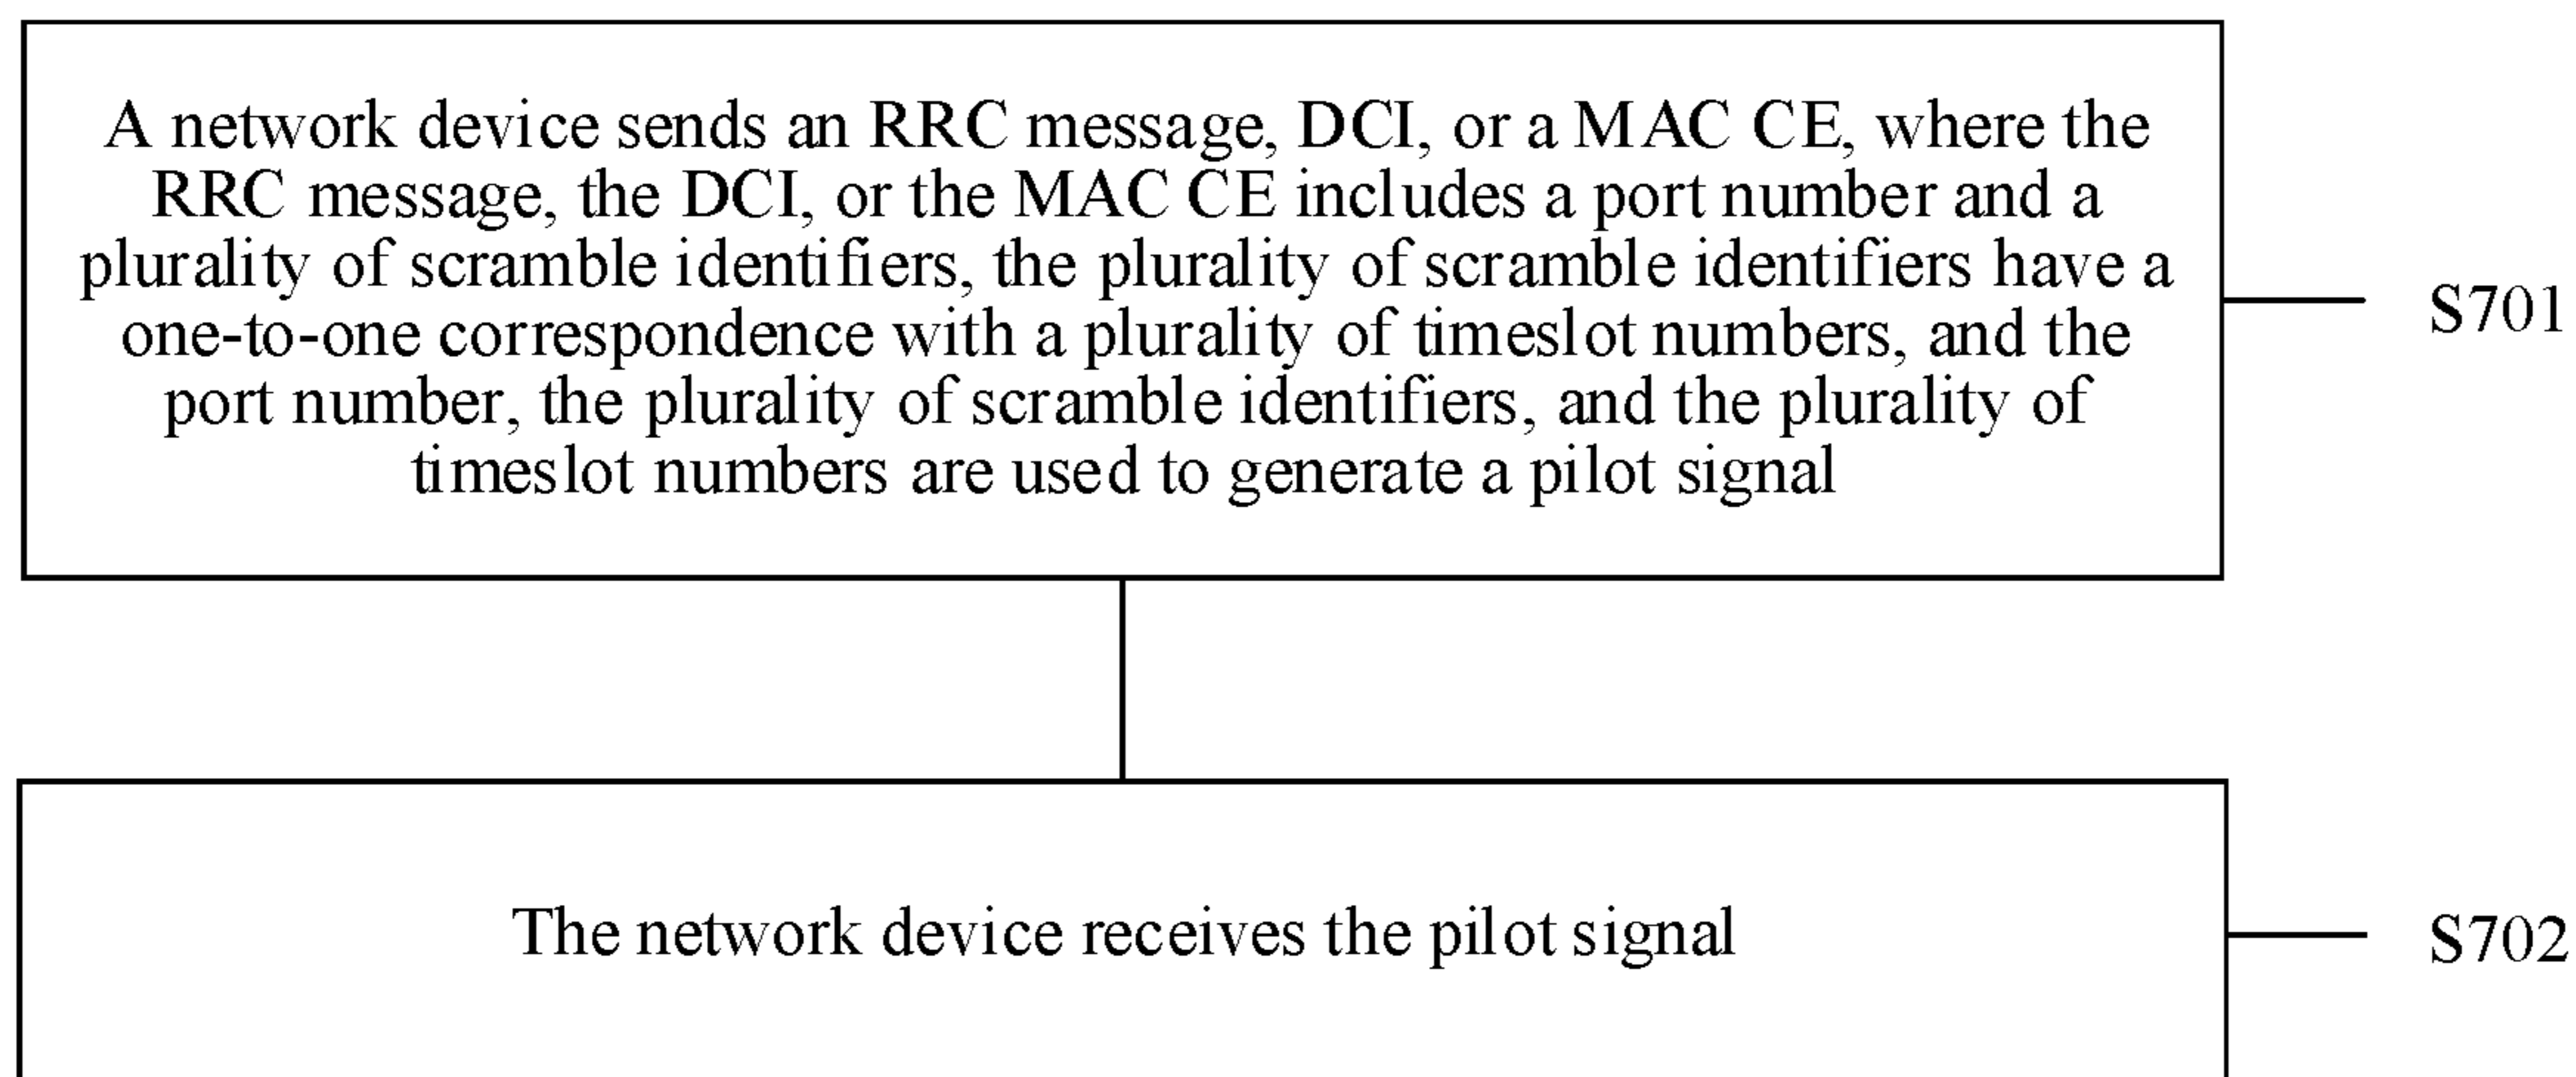 A network device sends an RRC message, DCI, or a MAC CE, where the
RRC message, the DCI, or the MAC CE includes a port number and a
plurality of scramble identifiers, the plurality of scramble identifiers have a
one-to-one correspondence with a plurality of timeslot numbers, and the
port number, the plurality of scramble identifiers, and the plurality of
timeslot numbers are used to generate a pilot signal
S701
The network device receives the pilot signal
S702